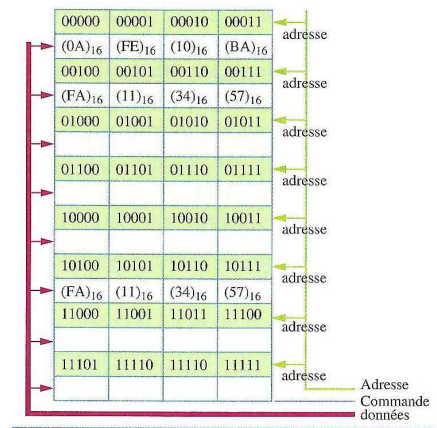 00000 00001 00010 00011
adresse
(0A)16 (FE)16 (10)16 (BA)16
00100 00101 00110 00111
adresse
(FA)16 (11)16 (34)16 (57)16
01000 01001 01010 01011
adresse
01100 01101 01110 01111
adresse
10000 10001 10010 10011
adresse
10100 10101 10110 10111
adresse
(FA)16 (11)16 (34)16 (57)16
11000 11001 11011 11100
adresse
11101 11110 11110 11111
adresse
Adresse
Commande
données